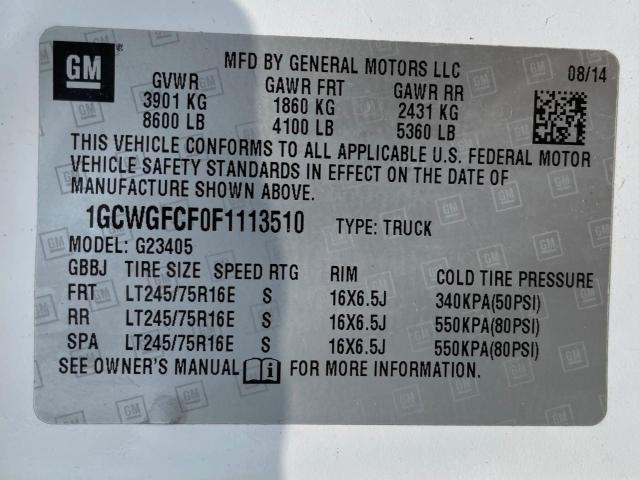 GM
MFD BY GENERAL MOTORS LLC 08/14
GVWR GAWR FRT GAWR RR
3901 KG 1860 KG 2431 KG
8600 LB 4100 LB 5360 LB
THIS VEHICLE CONFORMS TO ALL APPLICABLE U.S. FEDERAL MOTOR
VEHICLE SAFETY STANDARDS IN EFFECT ON THE DATE OF
MANUFACTURE SHOWN ABOVE.
1GCWGFCF0F1113510 TYPE: TRUCK
MODEL: G23405
GBBJ TIRE SIZE SPEED RTG RIM COLD TIRE PRESSURE
FRT LT245/75R16E S 16X6.5J 340KPA(50PSI)
RR LT245/75R16E S 16X6.5J 550KPA(80PSI)
SPA LT245/75R16E S 16X6.5J 550KPA(80PSI)
SEE OWNER'S MANUAL i FOR MORE INFORMATION.